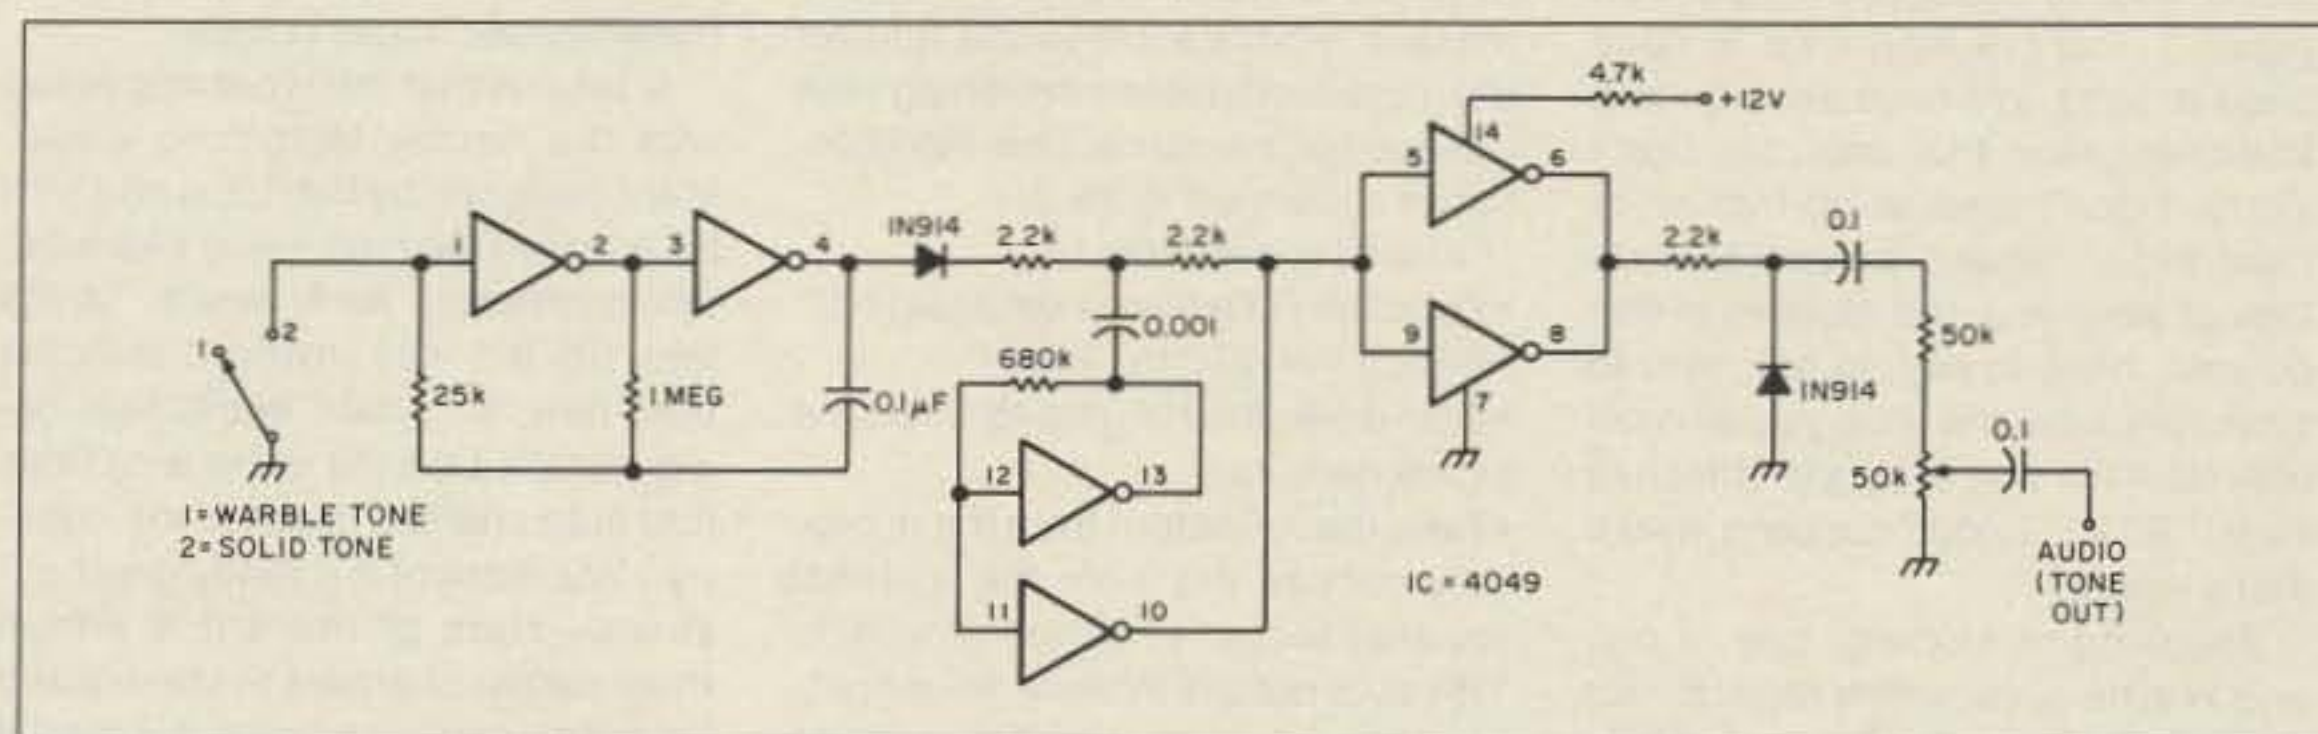 4.7k
+12V
14
5
6
1
2
3
4
IN914
2.2k
2.2k
2.2k
0.1
2
1
25k
1 MEG
0.1µF
0.001
680k
9
8
7
50k
IN914
0.1
50k
12
13
1= WARBLE TONE
2= SOLID TONE
11
10
IC = 4049
AUDIO
(TONE
OUT)